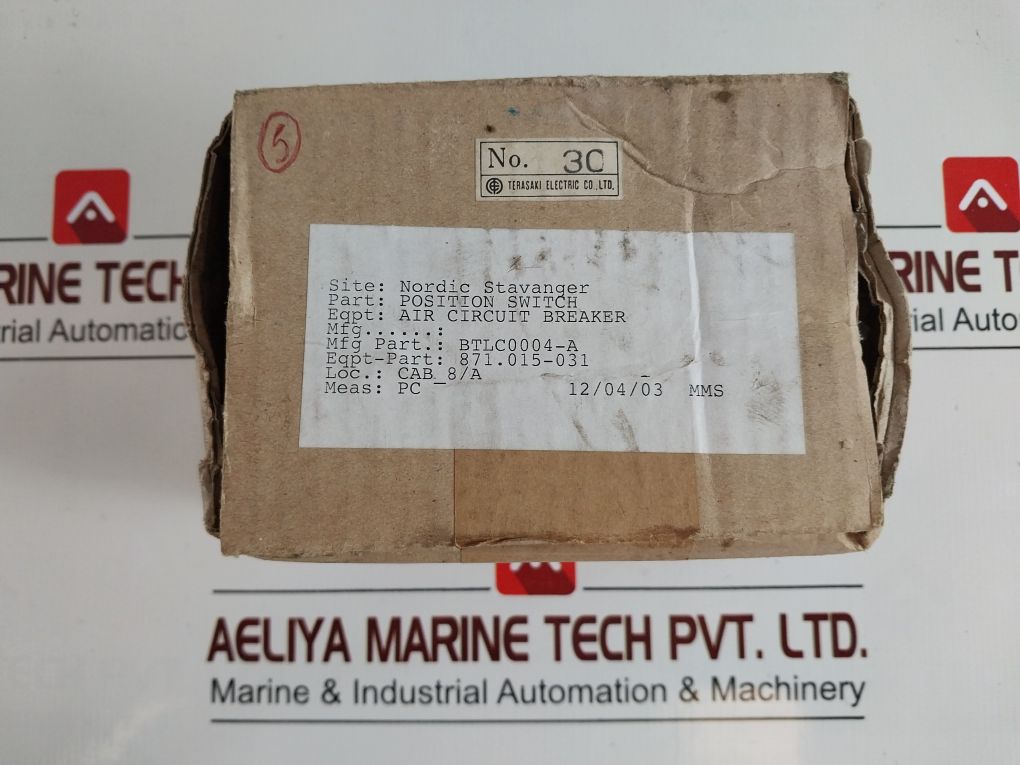 5
No. 30
TERASAKI ELECTRIC CO.,LTD.
Site: Nordic Stavanger
Part: POSITION SWITCH
Eqpt: AIR CIRCUIT BREAKER
Mfg......:
Mfg Part.: BTLC0004-A
Eqpt-Part: 871.015-031
Loc.: CAB 8/A
Meas: PC 12/04/03 MMS
RINE TECH
rial Automatic
RINE TE
ial Auto
AELIYA MARINE TECH PVT. LTD.
Marine & Industrial Automation & Machinery